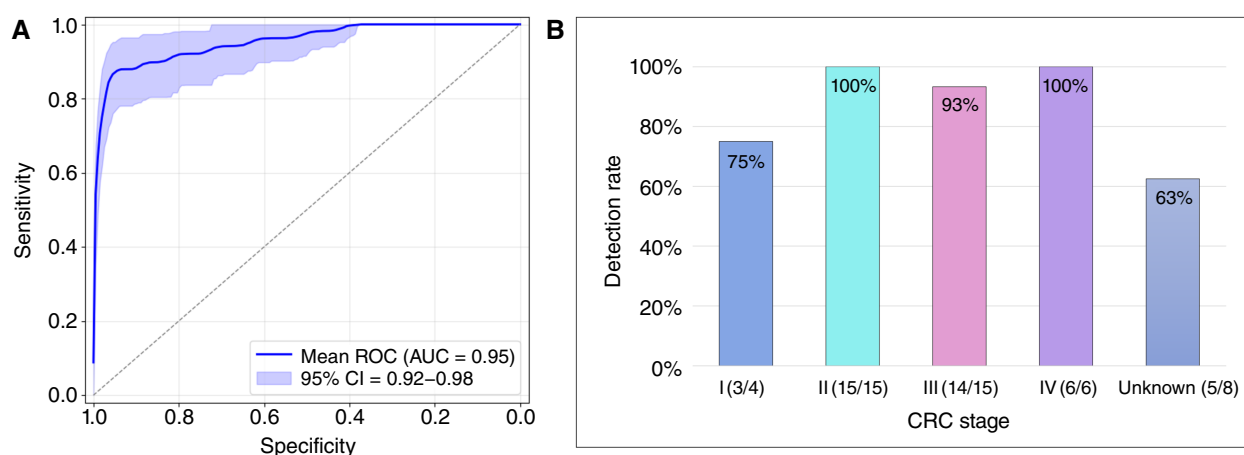 A
1.0
0.8
0.6
0.4
0.2
0.0
Sensitivity
Mean ROC (AUC = 0.95)
95% CI = 0.92–0.98
1.0 0.8 0.6 0.4 0.2 0.0
Specificity
B
100%
80%
60%
40%
20%
0%
Detection rate
75%
100%
93%
100%
63%
I (3/4) II (15/15) III (14/15) IV (6/6) Unknown (5/8)
CRC stage